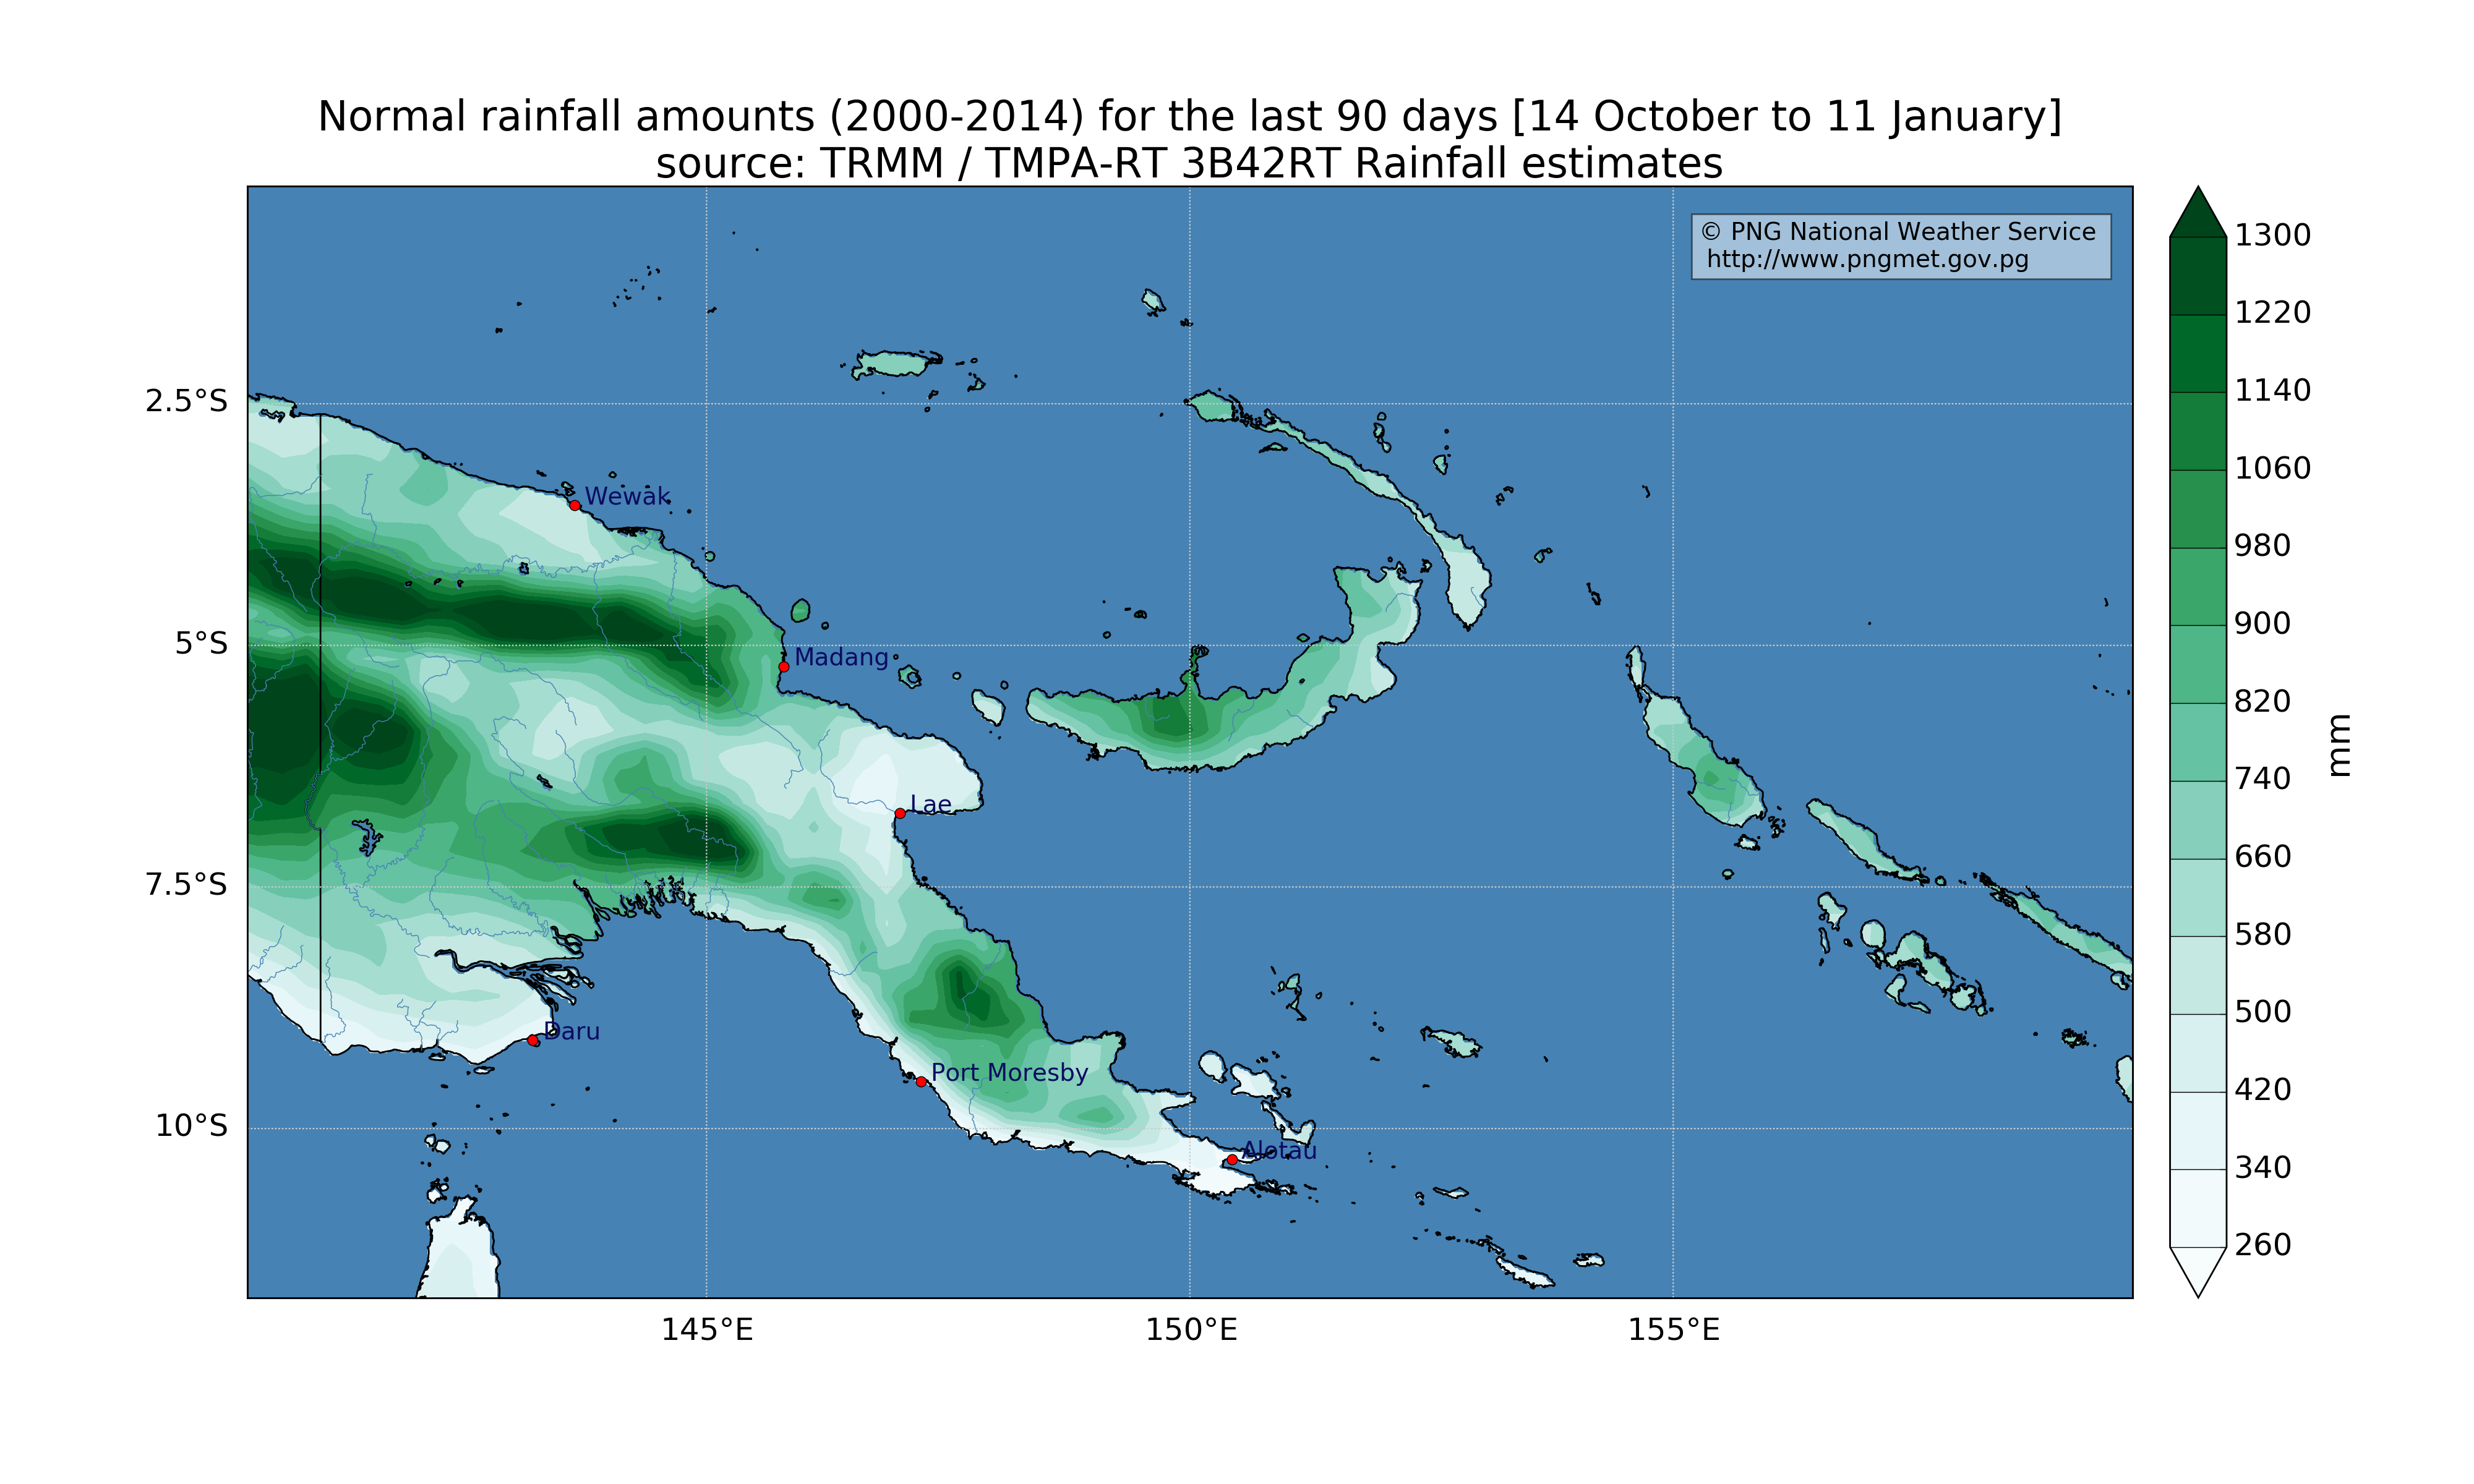 Normal rainfall amounts (2000-2014) for the last 90 days [14 October to 11 January]
source: TRMM / TMPA-RT 3B42RT Rainfall estimates
© PNG National Weather Service
http://www.pngmet.gov.pg
2.5°S
5°S
7.5°S
10°S
Wewak
Madang
Lae
Daru
Port Moresby
Alotau
145°E
150°E
155°E
1300
1220
1140
1060
980
900
820
740
660
580
500
420
340
260
mm